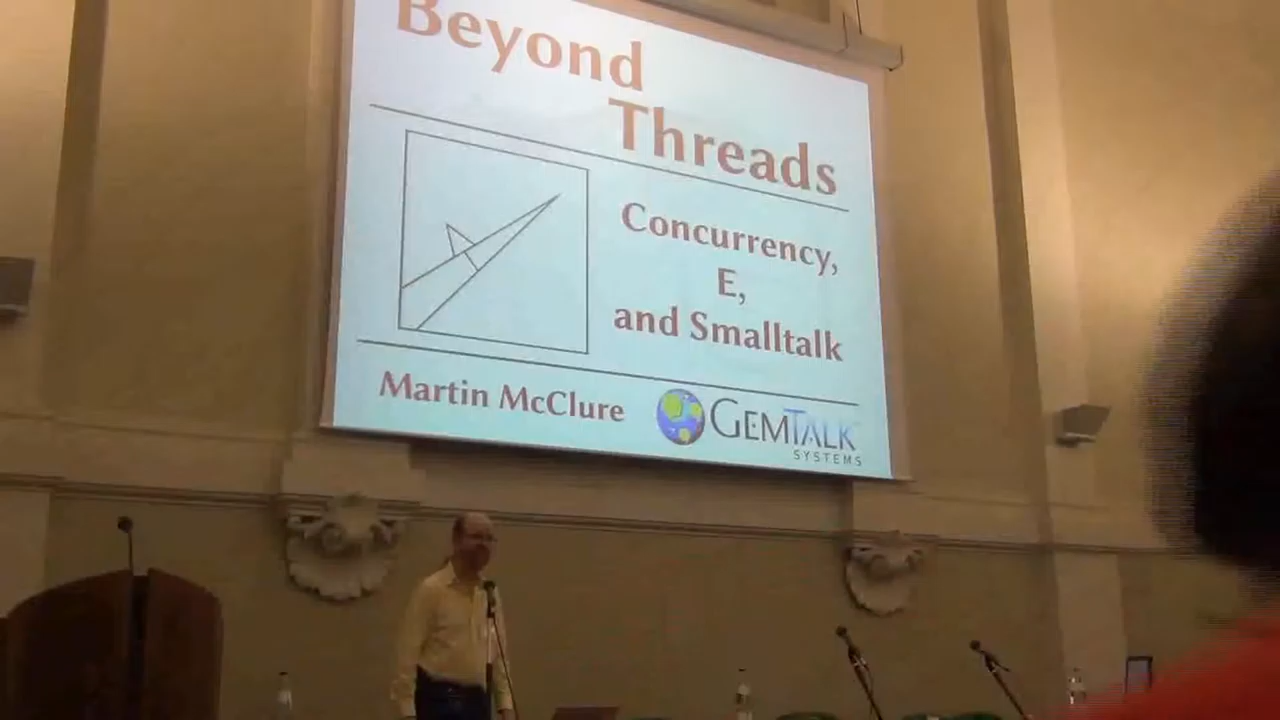 Beyond
Threads
Concurrency,
E,
and Smalltalk
Martin McClure
GEMTALK
SYSTEMS